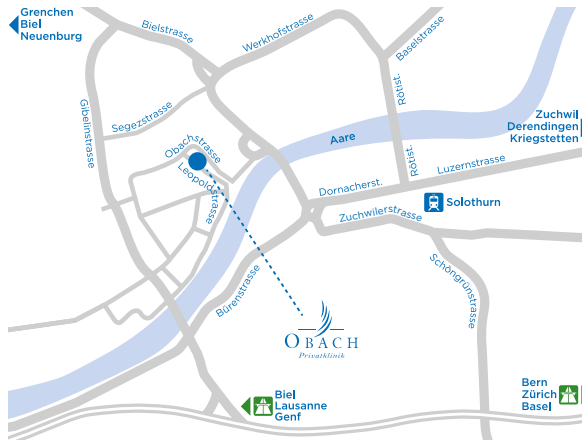 Grenchen
Biel
Neuenburg
Bielstrasse
Werkhofstrasse
Baselstrasse
Rötist.
Gibelinstrasse
Segezstrasse
Obachstrasse
Leopoldstrasse
Aare
Rötist.
Zuchwil
Derendingen
Kriegstetten
Luzernstrasse
Dornacherst.
Solothurn
Zuchwilerstrasse
Schöngrünstrasse
Bürenstrasse
OBACH
Privatklinik
Biel
Lausanne
Genf
Bern
Zürich
Basel